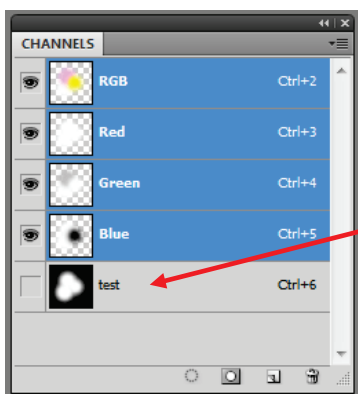 CHANNELS
RGB Ctrl+2
Red Ctrl+3
Green Ctrl+4
Blue Ctrl+5
test Ctrl+6